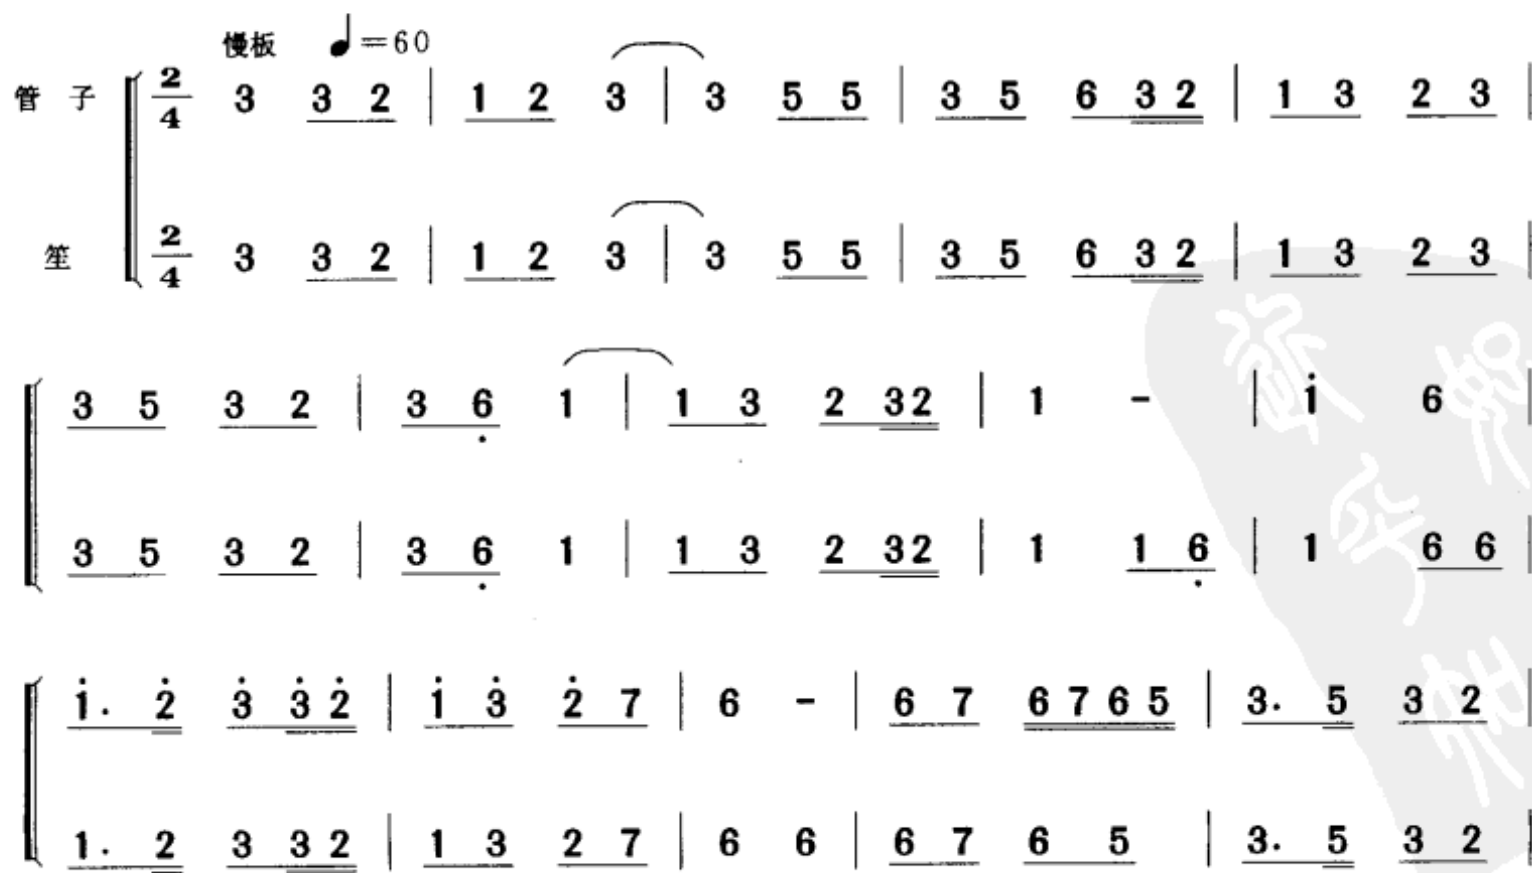 慢板 ♩=60
管子 2/4 3 3 2 | 1 2 3 | 3 5 5 | 3 5 6 3 2 | 1 3 2 3 |
笙 2/4 3 3 2 | 1 2 3 | 3 5 5 | 3 5 6 3 2 | 1 3 2 3 |
3 5 3 2 | 3 6̣ 1 | 1 3 2 3 2 | 1 - | 1̇ 6 |
3 5 3 2 | 3 6̣ 1 | 1 3 2 3 2 | 1 1 6̣ | 1 6 6 |
1̇. 2̇ 3̇ 3̇ 2̇ | 1̇ 3̇ 2̇ 7 | 6 - | 6 7 6 7 6 5 | 3. 5 3 2 |
1. 2 3 3 2 | 1 3 2 7 | 6 6 | 6 7 6 5 | 3. 5 3 2 |